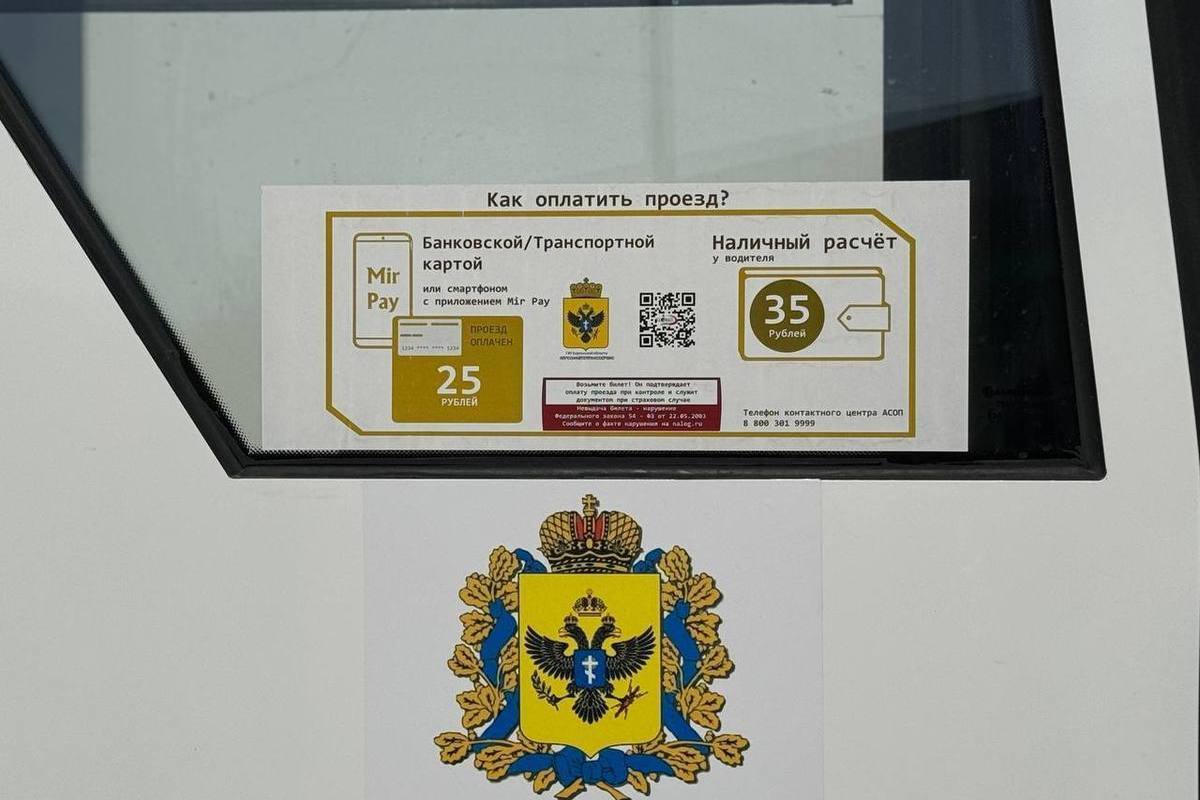 Как оплатить проезд?
Банковской/Транспортной
картой
или смартфоном
с приложением Mir Pay
Mir
Pay
ПРОЕЗД
ОПЛАЧЕН
1234 **** **** 1234
25
РУБЛЕЙ
Возьмите билет! Он подтверждает
оплату проезда при контроле и служит
документом при страховом случае
Невыдача билета - нарушение
Федерального закона 54 - ФЗ от 22.05.2003
Сообщите о факте нарушения на nalog.ru
Наличный расчёт
у водителя
35
Рублей
Телефон контактного центра АСОП
8 800 301 9999